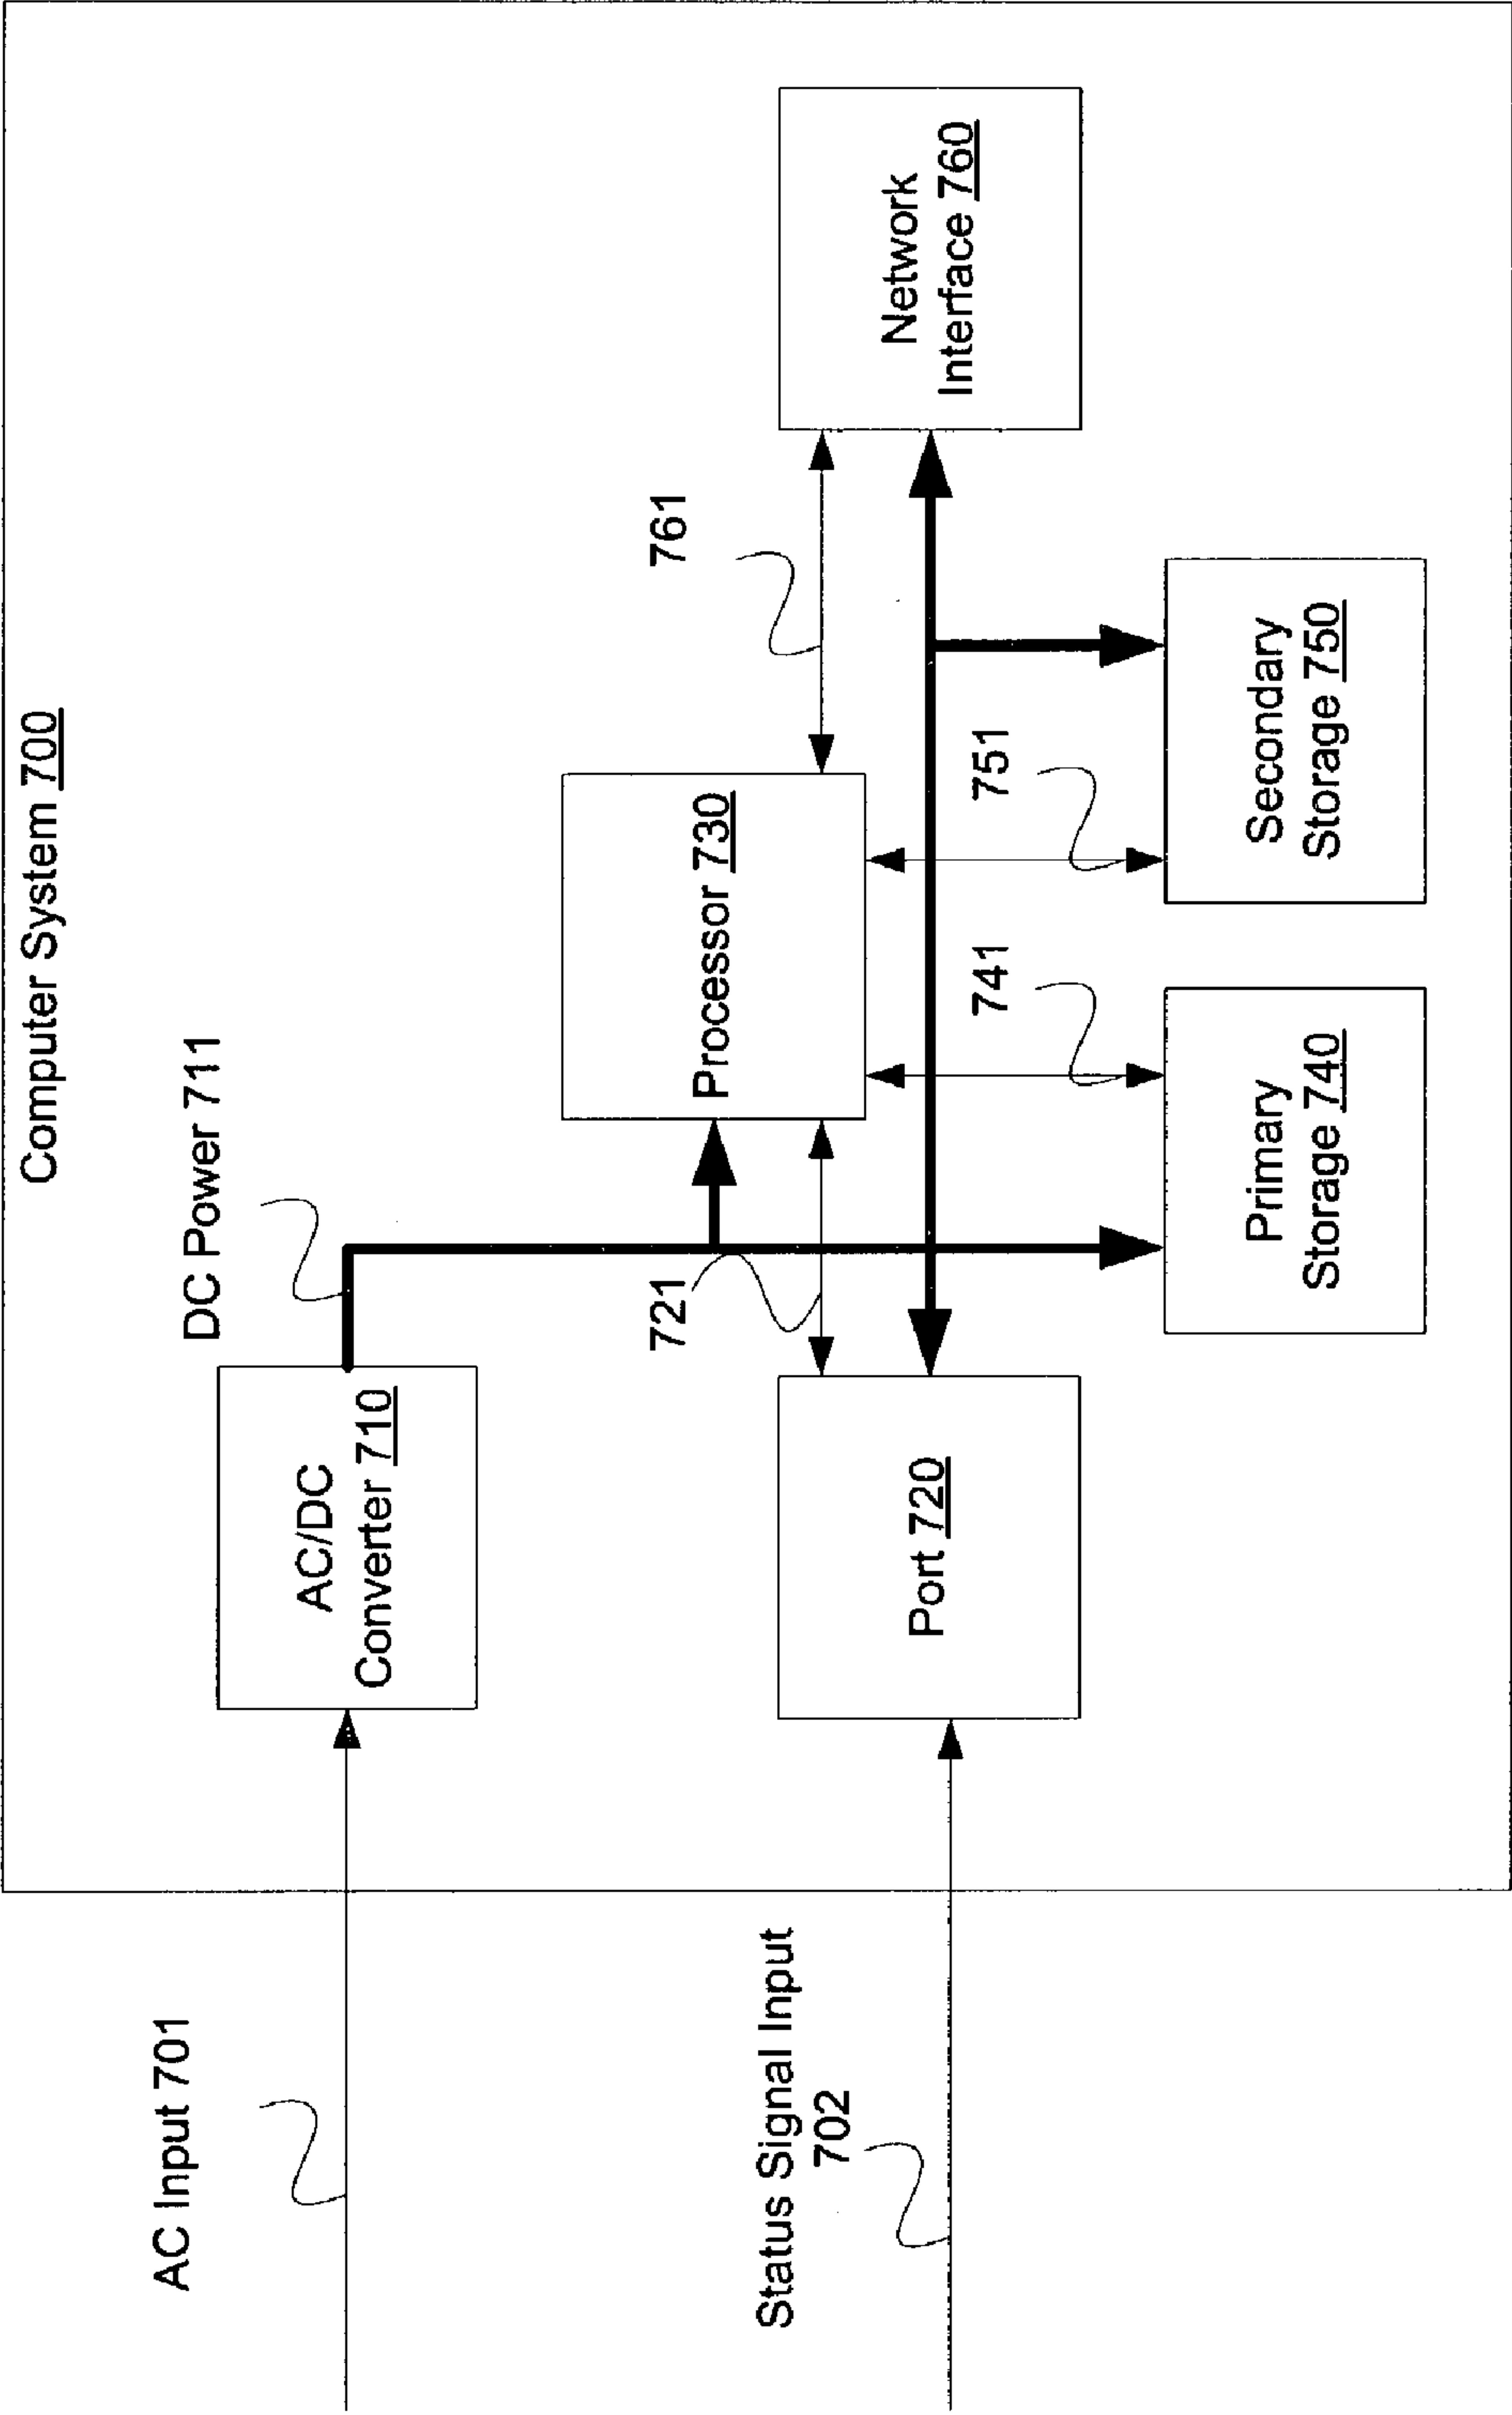 Computer System 700
DC Power 711
AC Input 701
AC/DC
Converter 710
721
Processor 730
761
Network
Interface 760
Status Signal Input
702
Port 720
741
751
Primary
Storage 740
Secondary
Storage 750